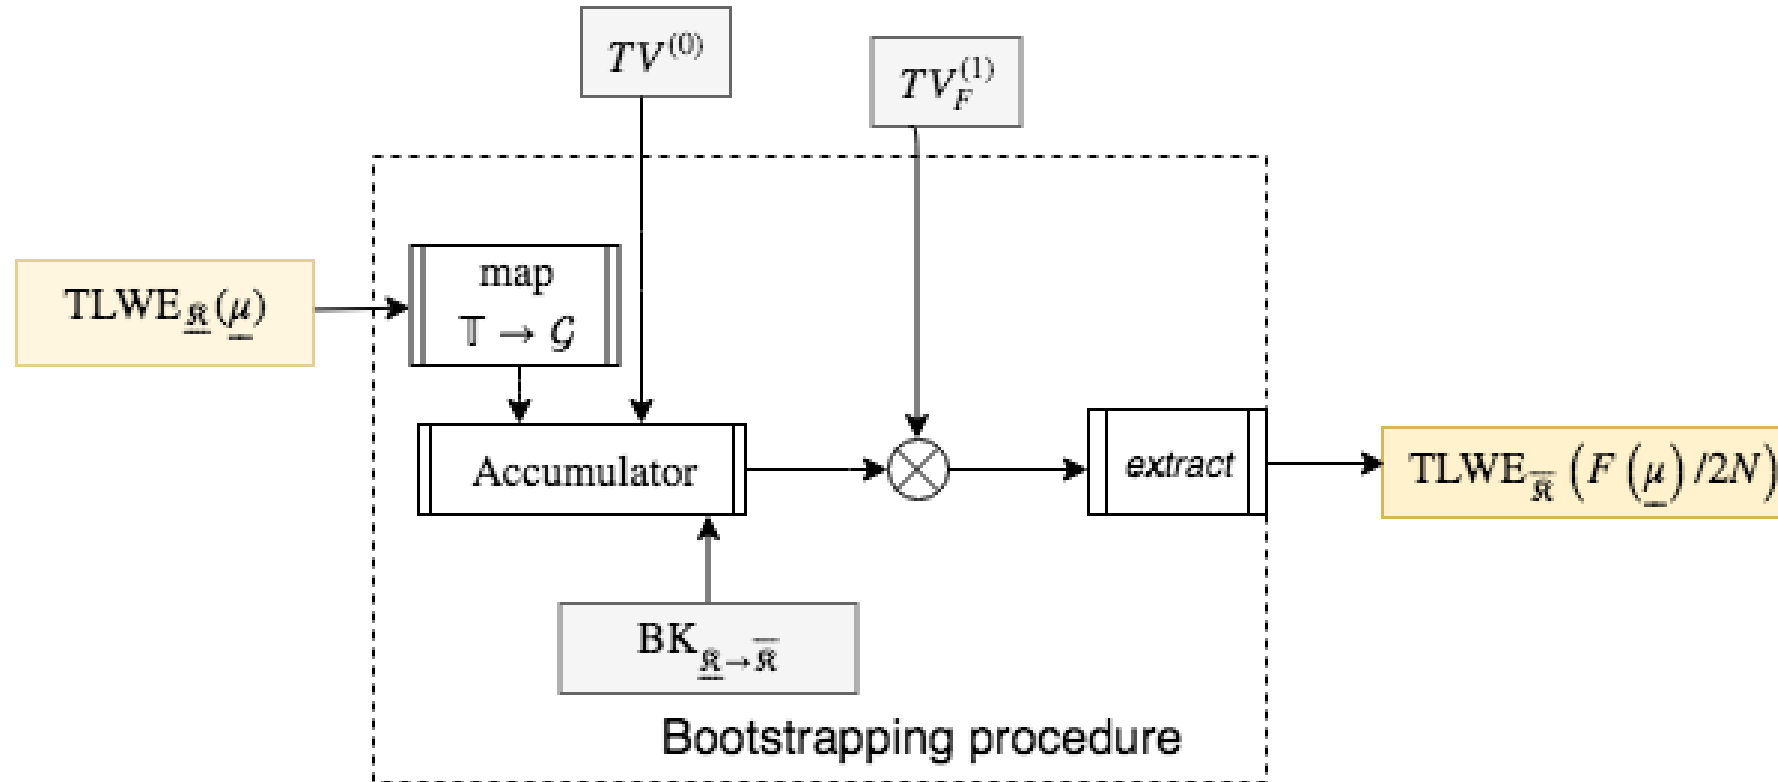 TV^(0)
TV_F^(1)
map
𝕋 → 𝒢
TLWE_𝔎̲(μ̲)
Accumulator
extract
TLWE_𝔎̅ (F (μ̲) /2N)
BK_𝔎̲→𝔎̅
Bootstrapping procedure